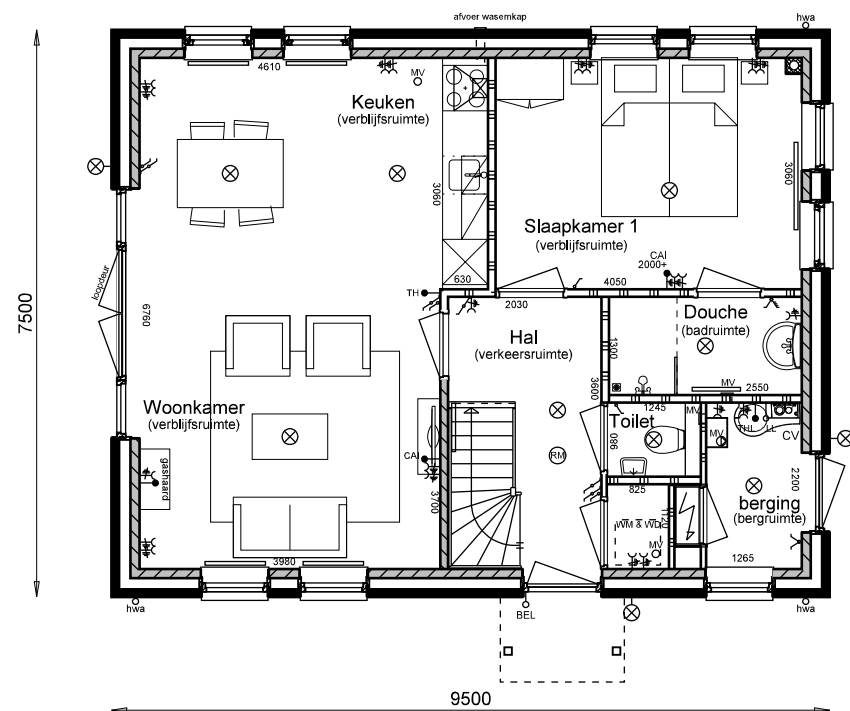 afvoer wasemkap
hwa
4610
MV
Keuken
(verblijfsruimte)
3060
3060
Slaapkamer 1
(verblijfsruimte)
CAI
2000+
630
4050
TH
2030
loopdeur
6760
7500
Hal
(verkeersruimte)
Douche
(badruimte)
1300
MV
2550
3600
Woonkamer
(verblijfsruimte)
1245
MV
Toilet
980
THL
LL
CV
MV
CAI
RM
gashaard
3700
825
2200
berging
(bergruimte)
WM & WD
1120
MV
3980
1265
hwa
BEL
hwa
9500